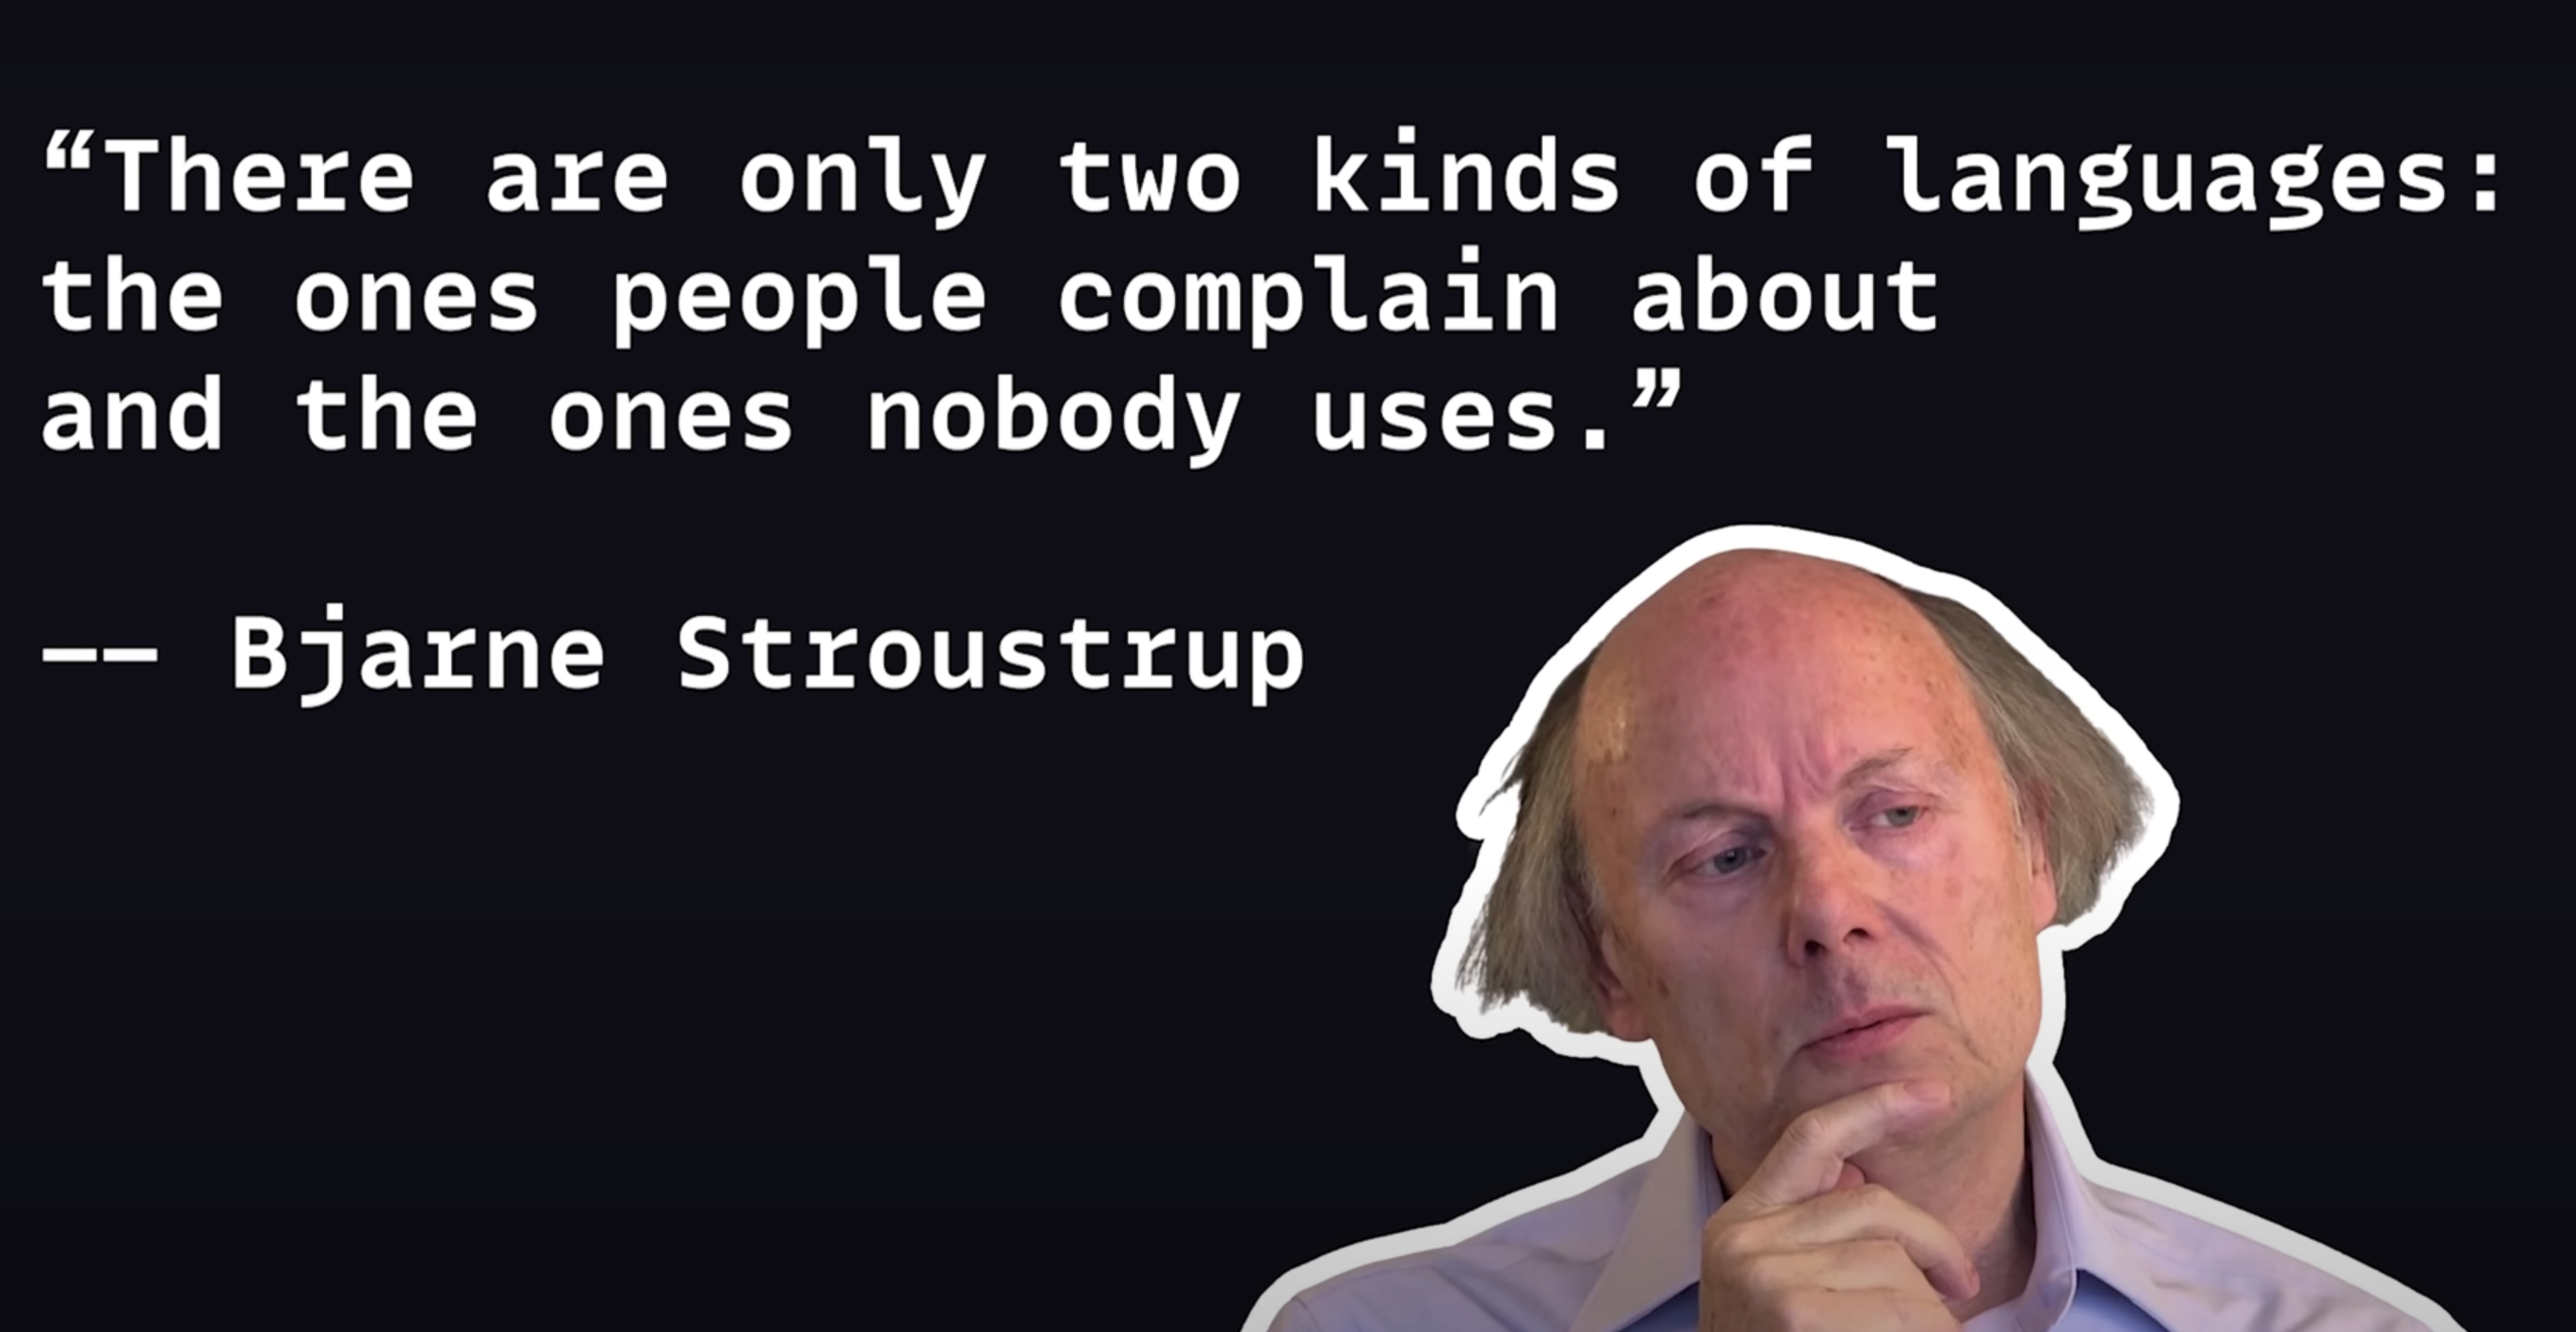 “There are only two kinds of languages:
the ones people complain about
and the ones nobody uses.”
-- Bjarne Stroustrup